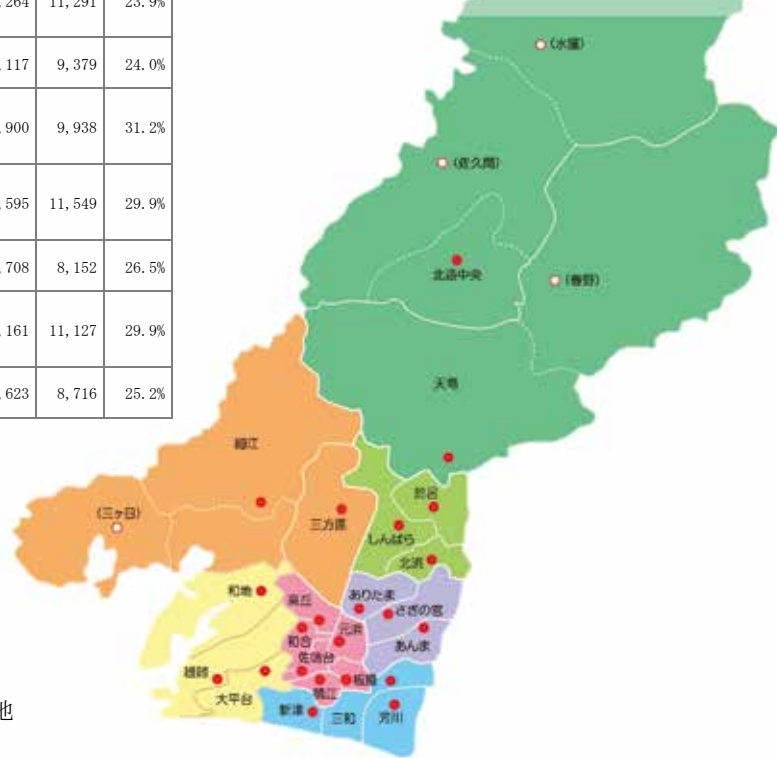 264 11,291 23.9%
117 9,379 24.0%
900 9,938 31.2%
595 11,549 29.9%
708 8,152 26.5%
161 11,127 29.9%
623 8,716 25.2%
(水窪)
(佐久間)
北遠中央
(春野)
天竜
細江
(三ケ日)
三方原
於呂
しんぱら
北浜
和地
高丘
ありたま
さぎの宮
元浜
和合
あんま
佐鳴台
雄踏
板屋
大平台
鴨江
新津
三和
芳川
地